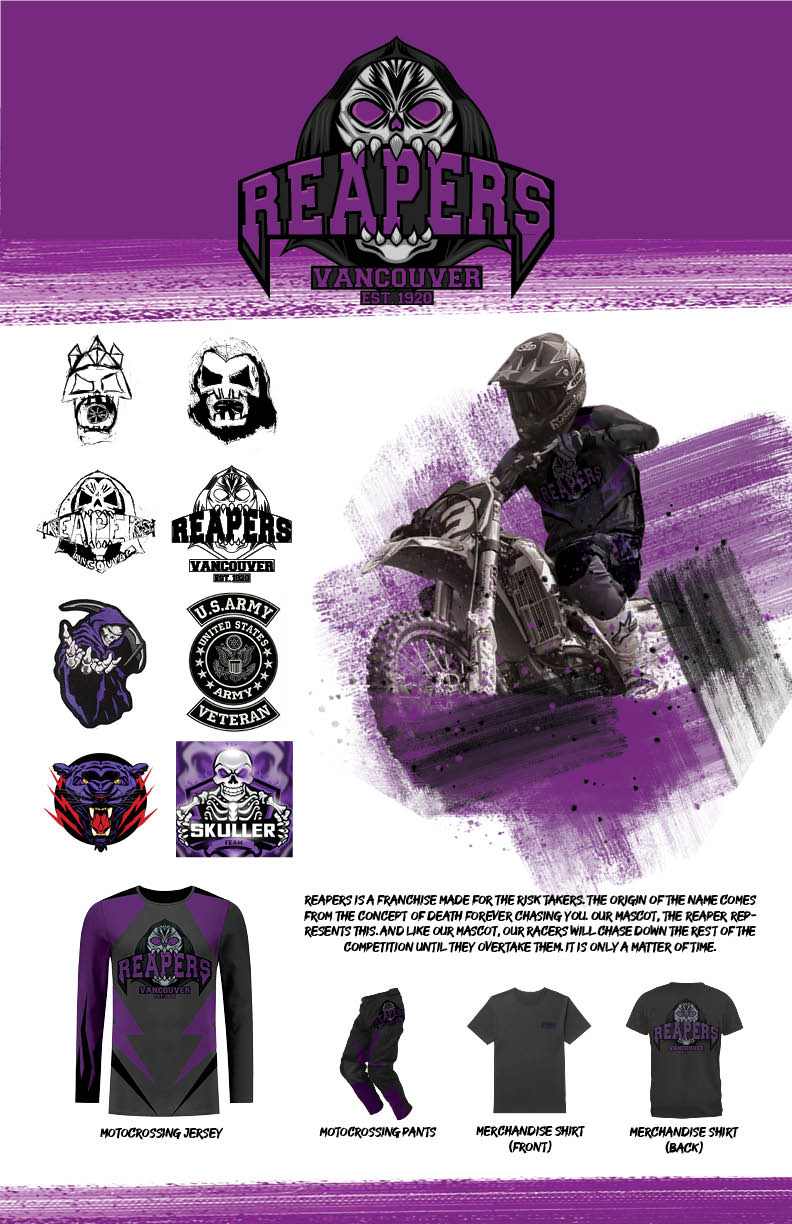 REAPERS
VANCOUVER
EST. 1920
REAPERS
VANCOUVER
REAPERS
VANCOUVER
EST. 1920
U.S. ARMY
UNITED STATES
ARMY
VETERAN
SKULLER
TEAM
3
REAPERS
REAPERS IS A FRANCHISE MADE FOR THE RISK TAKERS. THE ORIGIN OF THE NAME COMES
FROM THE CONCEPT OF DEATH FOREVER CHASING YOU. OUR MASCOT, THE REAPER REP-
RESENTS THIS. AND LIKE OUR MASCOT, OUR RACERS WILL CHASE DOWN THE REST OF THE
COMPETITION UNTIL THEY OVERTAKE THEM. IT IS ONLY A MATTER OF TIME.
REAPERS
VANCOUVER
EST. 1920
REAPERS
REAPERS
VANCOUVER
MOTOCROSSING JERSEY
MOTOCROSSING PANTS
MERCHANDISE SHIRT
(FRONT)
MERCHANDISE SHIRT
(BACK)